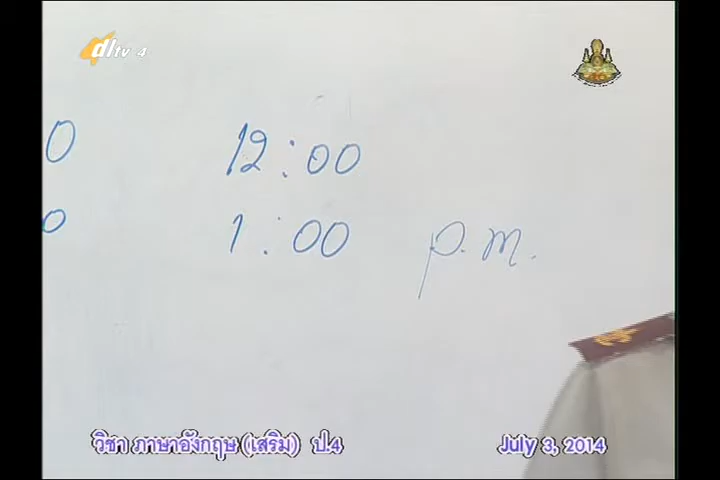 dltv 4
0 12:00
0 1:00 p.m.
วิชา ภาษาอังกฤษ (เสริม) ป.4
July 3, 2014